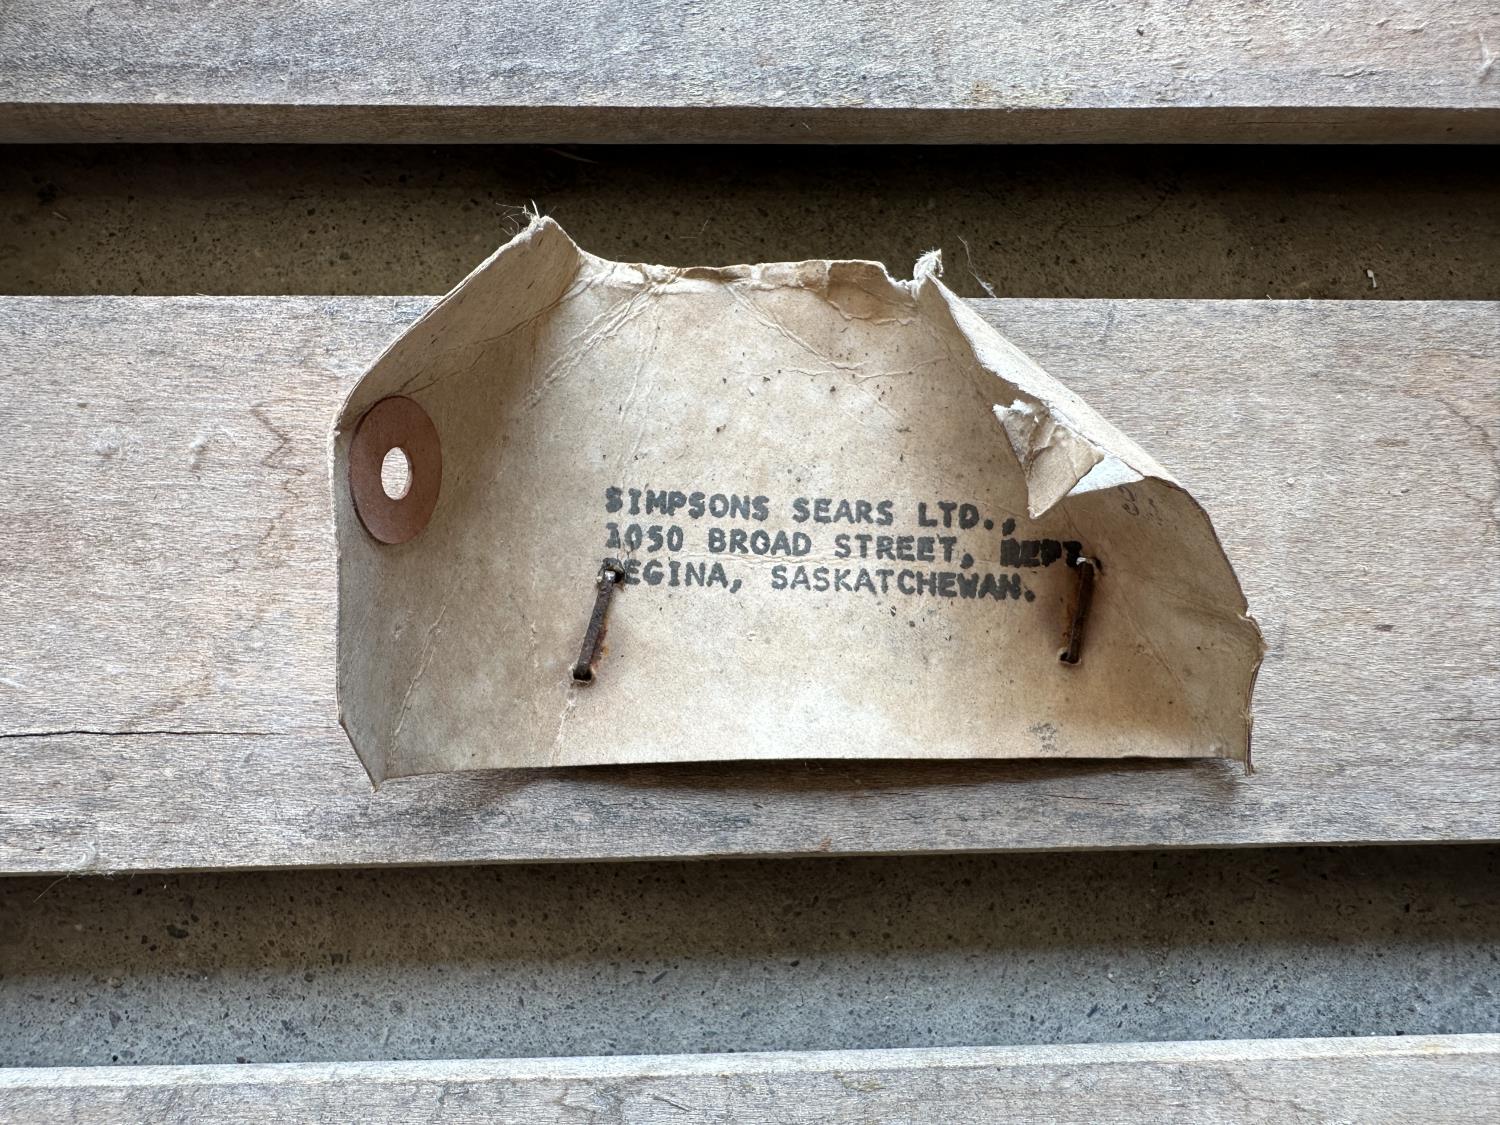 SIMPSONS SEARS LTD.,
1050 BROAD STREET, DEPT.
REGINA, SASKATCHEWAN.